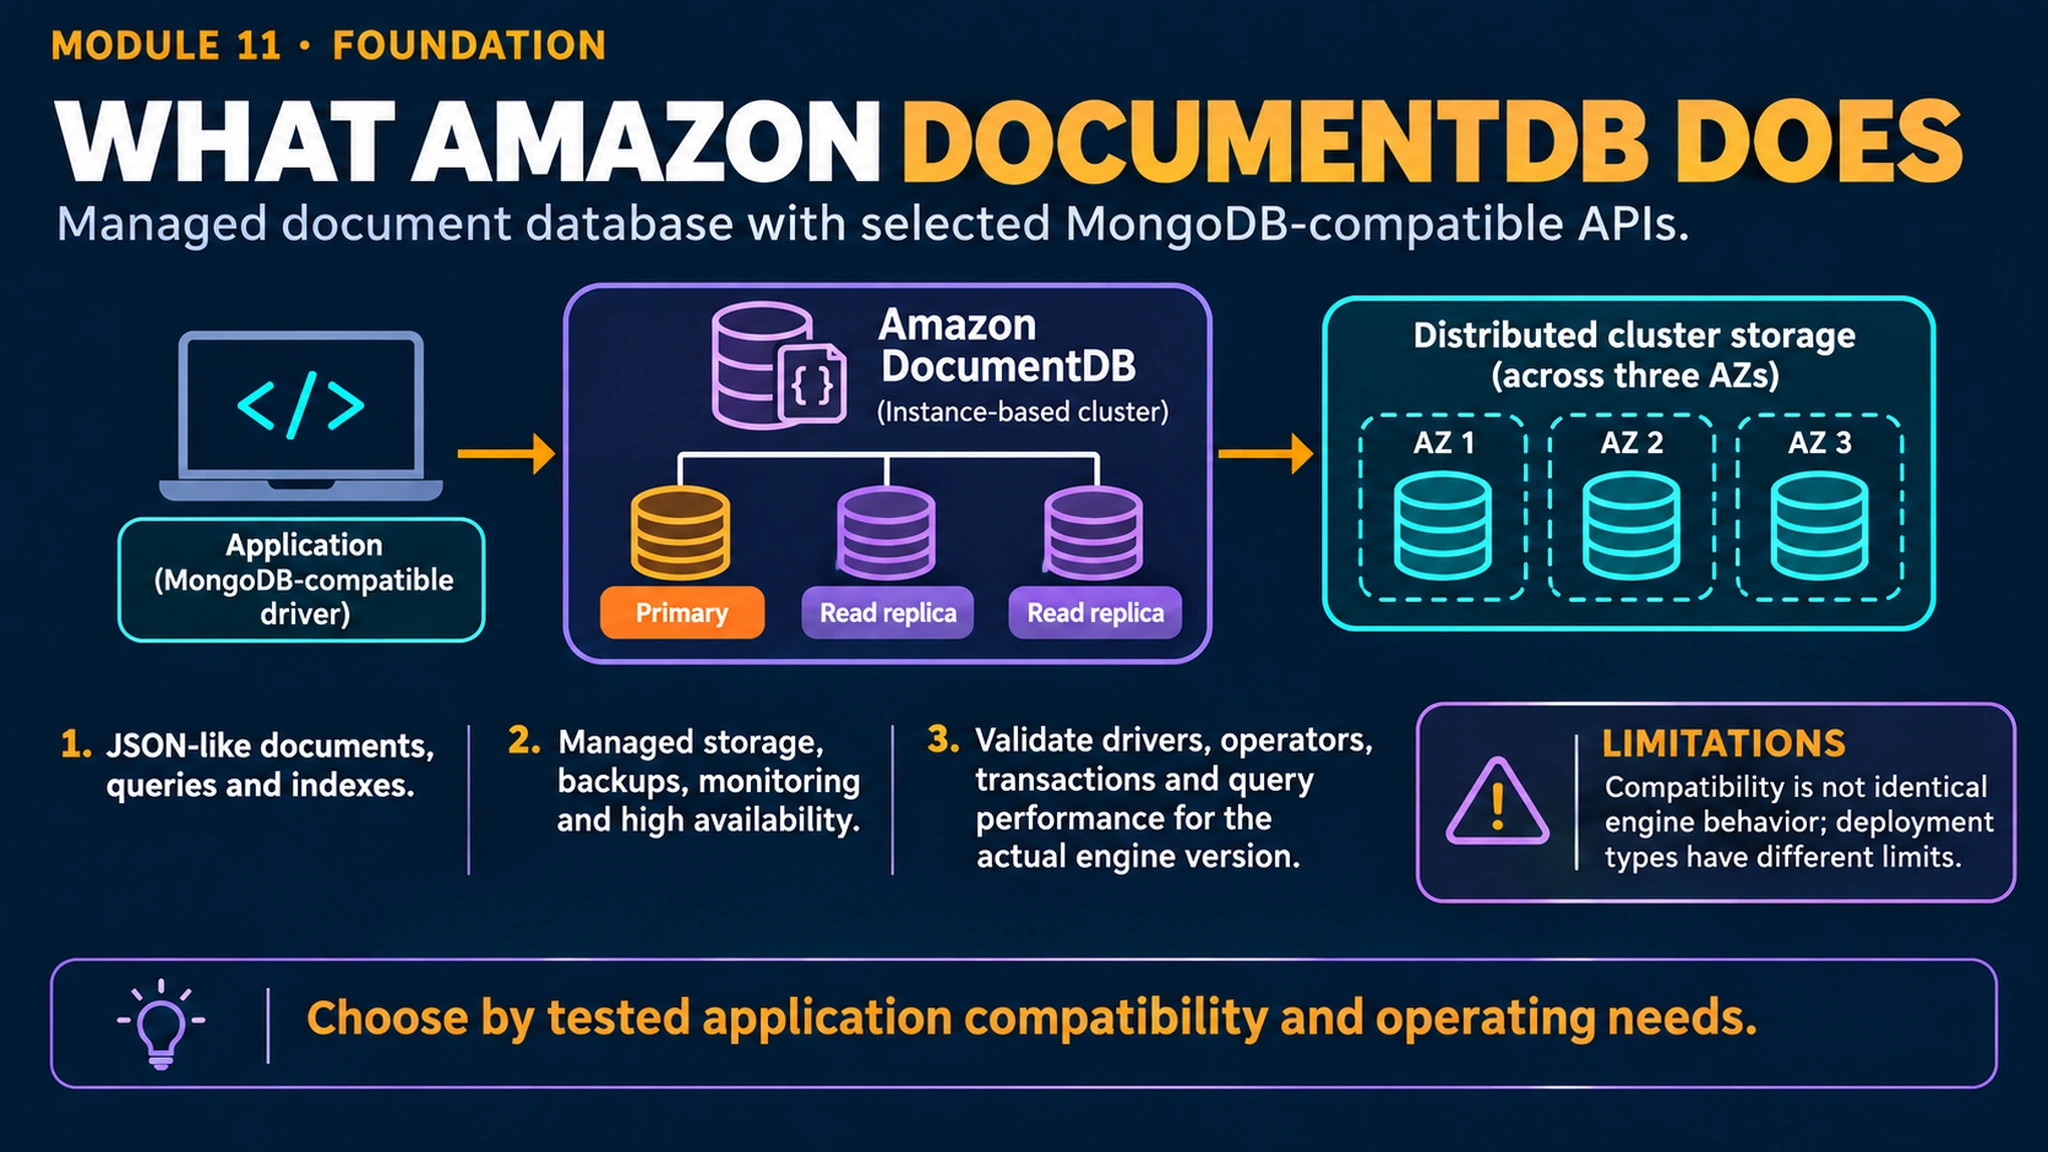 MODULE 11 • FOUNDATION
WHAT AMAZON DOCUMENTDB DOES
Managed document database with selected MongoDB-compatible APIs.
</>
Application
(MongoDB-compatible
driver)
{}
Amazon
DocumentDB
(Instance-based cluster)
Primary
Read replica
Read replica
Distributed cluster storage
(across three AZs)
AZ 1
AZ 2
AZ 3
1. JSON-like documents,
queries and indexes.
2. Managed storage,
backups, monitoring
and high availability.
3. Validate drivers, operators,
transactions and query
performance for the
actual engine version.
!
LIMITATIONS
Compatibility is not identical
engine behavior; deployment
types have different limits.
Choose by tested application compatibility and operating needs.